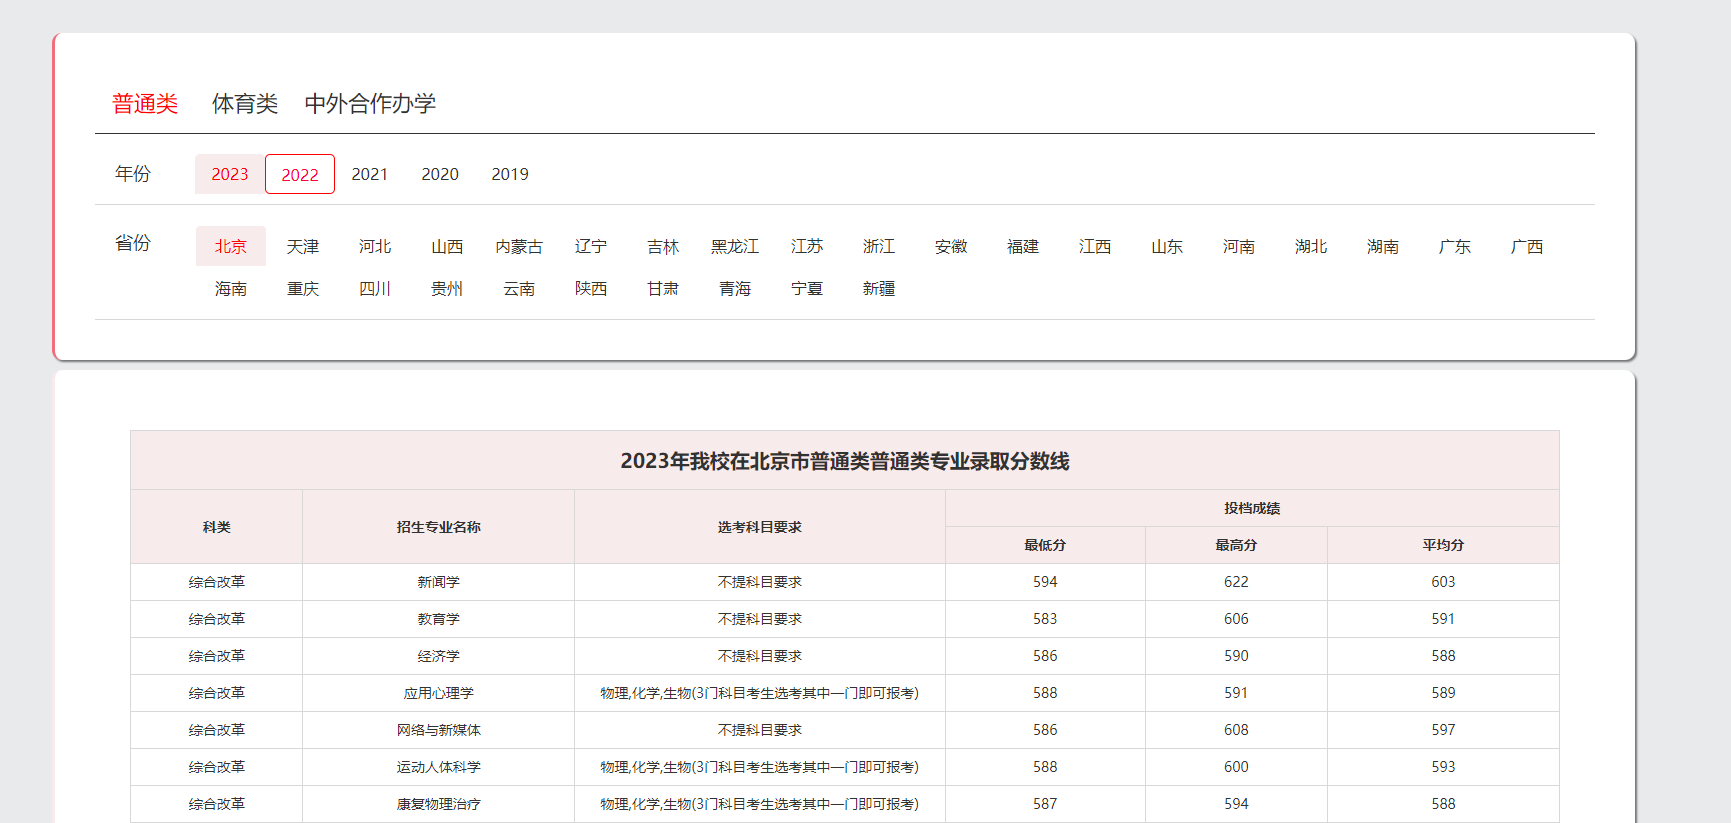 普通类 体育类 中外合作办学
年份 2023 2022 2021 2020 2019
省份 北京 天津 河北 山西 内蒙古 辽宁 吉林 黑龙江 江苏 浙江 安徽 福建 江西 山东 河南 湖北 湖南 广东 广西
海南 重庆 四川 贵州 云南 陕西 甘肃 青海 宁夏 新疆
2023年我校在北京市普通类普通类专业录取分数线
科类 招生专业名称 选考科目要求 投档成绩
最低分 最高分 平均分
综合改革 新闻学 不提科目要求 594 622 603
综合改革 教育学 不提科目要求 583 606 591
综合改革 经济学 不提科目要求 586 590 588
综合改革 应用心理学 物理,化学,生物(3门科目考生选考其中一门即可报考) 588 591 589
综合改革 网络与新媒体 不提科目要求 586 608 597
综合改革 运动人体科学 物理,化学,生物(3门科目考生选考其中一门即可报考) 588 600 593
综合改革 康复物理治疗 物理,化学,生物(3门科目考生选考其中一门即可报考) 587 594 588